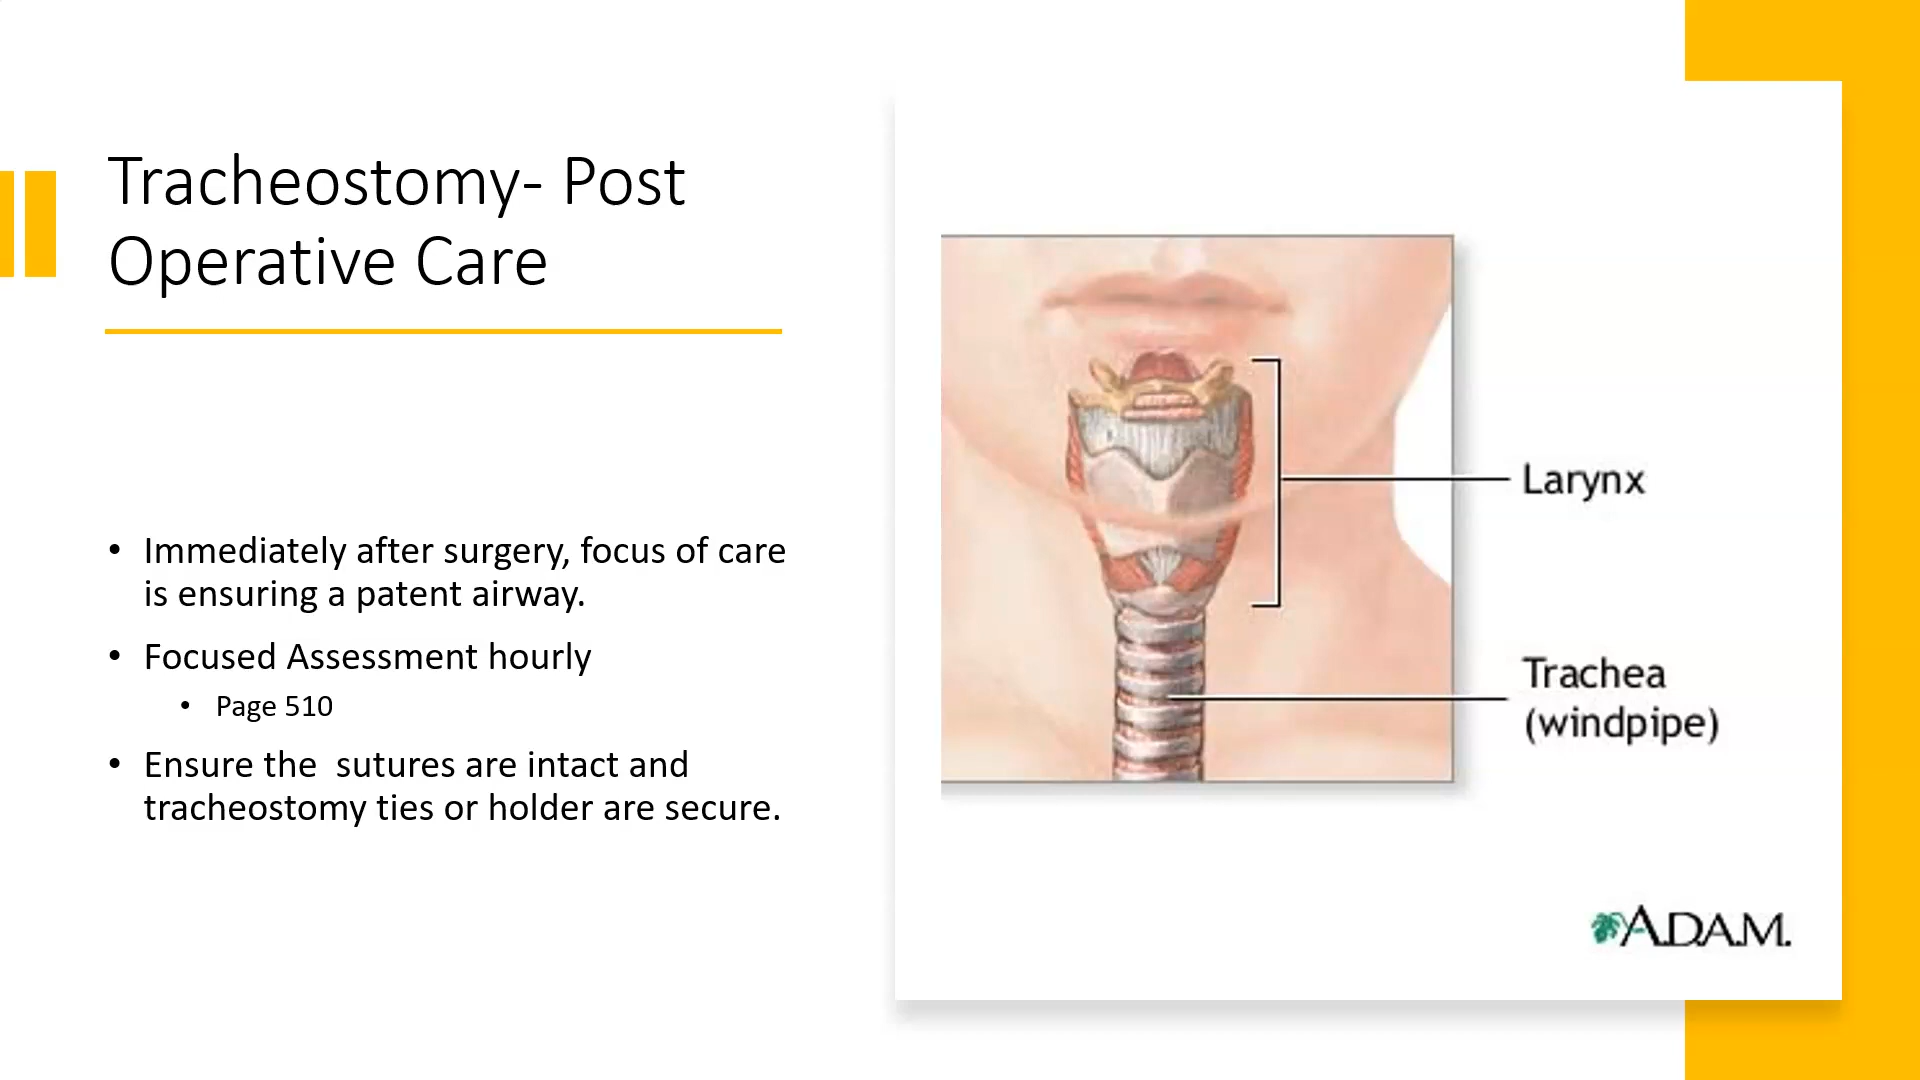 Tracheostomy- Post
Operative Care
• Immediately after surgery, focus of care
is ensuring a patent airway.
• Focused Assessment hourly
• Page 510
• Ensure the  sutures are intact and
tracheostomy ties or holder are secure.
Larynx
Trachea
(windpipe)
A.D.A.M.